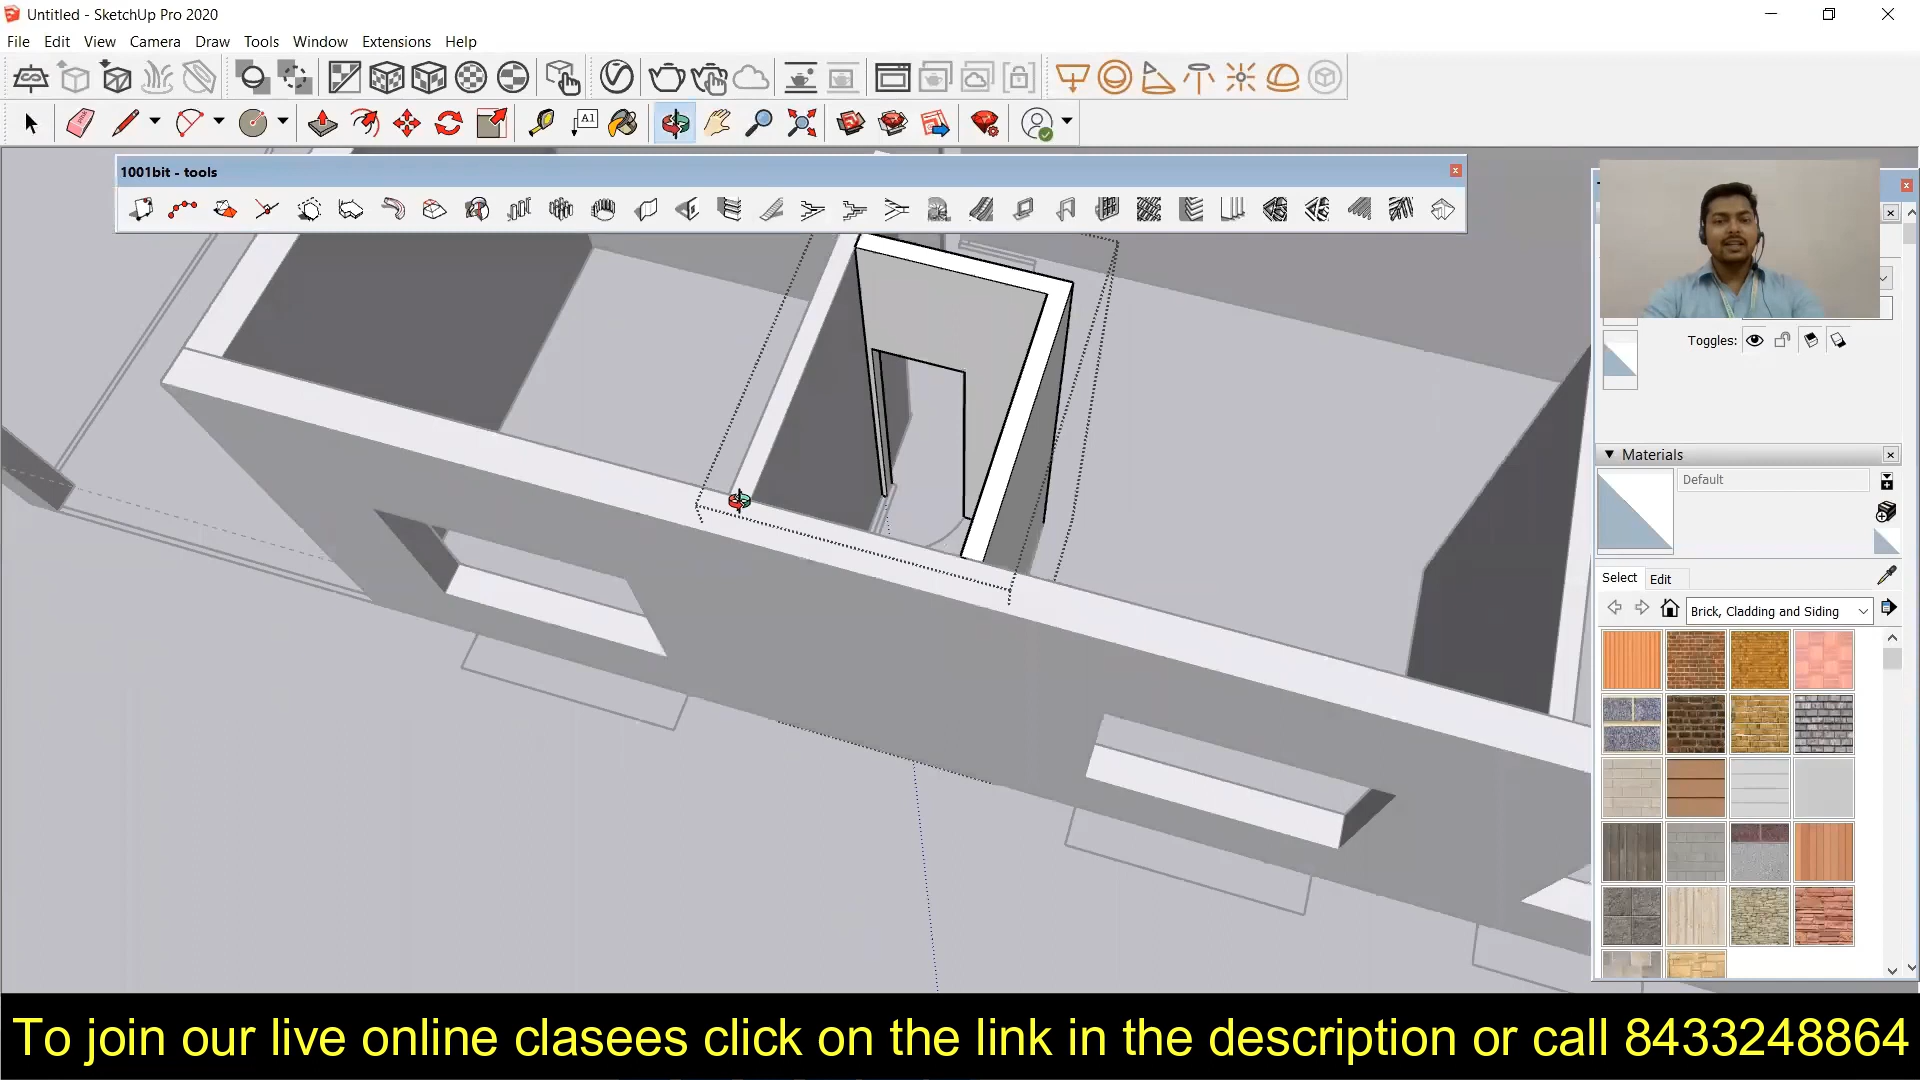 Untitled - SketchUp Pro 2020
File Edit View Camera Draw Tools Window Extensions Help
A1
1001bit - tools
Toggles:
Materials
Default
Select Edit
Brick, Cladding and Siding
To join our live online clasees click on the link in the description or call 8433248864